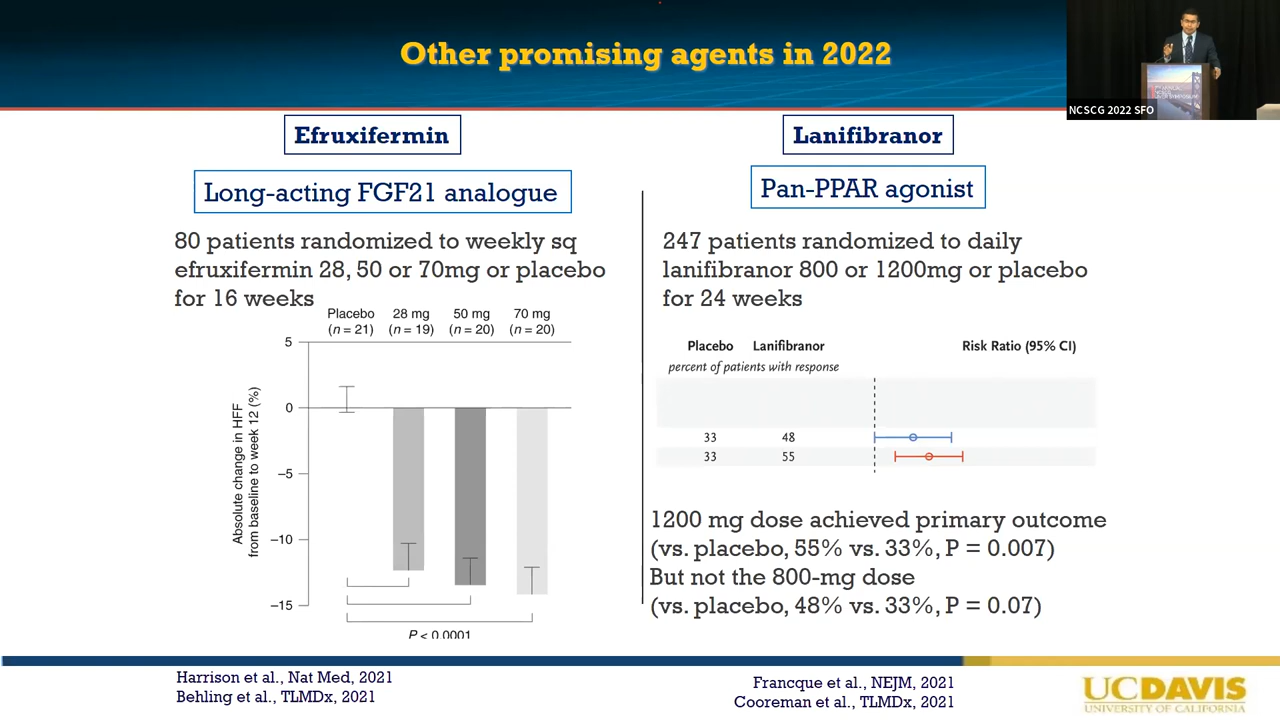 Other promising agents in 2022
NCSCG 2022 SFO
Efruxifermin
Long-acting FGF21 analogue
80 patients randomized to weekly sq
efruxifermin 28, 50 or 70mg or placebo
for 16 weeks
Placebo 28 mg 50 mg 70 mg
(n = 21) (n = 19) (n = 20) (n = 20)
Absolute change in HFF
from baseline to week 12 (%)
5
0
−5
−10
−15
P < 0.0001
Harrison et al., Nat Med, 2021
Behling et al., TLMDx, 2021
Lanifibranor
Pan-PPAR agonist
247 patients randomized to daily
lanifibranor 800 or 1200mg or placebo
for 24 weeks
Placebo Lanifibranor Risk Ratio (95% CI)
percent of patients with response
33 48
33 55
1200 mg dose achieved primary outcome
(vs. placebo, 55% vs. 33%, P = 0.007)
But not the 800-mg dose
(vs. placebo, 48% vs. 33%, P = 0.07)
Francque et al., NEJM, 2021
Cooreman et al., TLMDx, 2021
UCDAVIS
UNIVERSITY OF CALIFORNIA